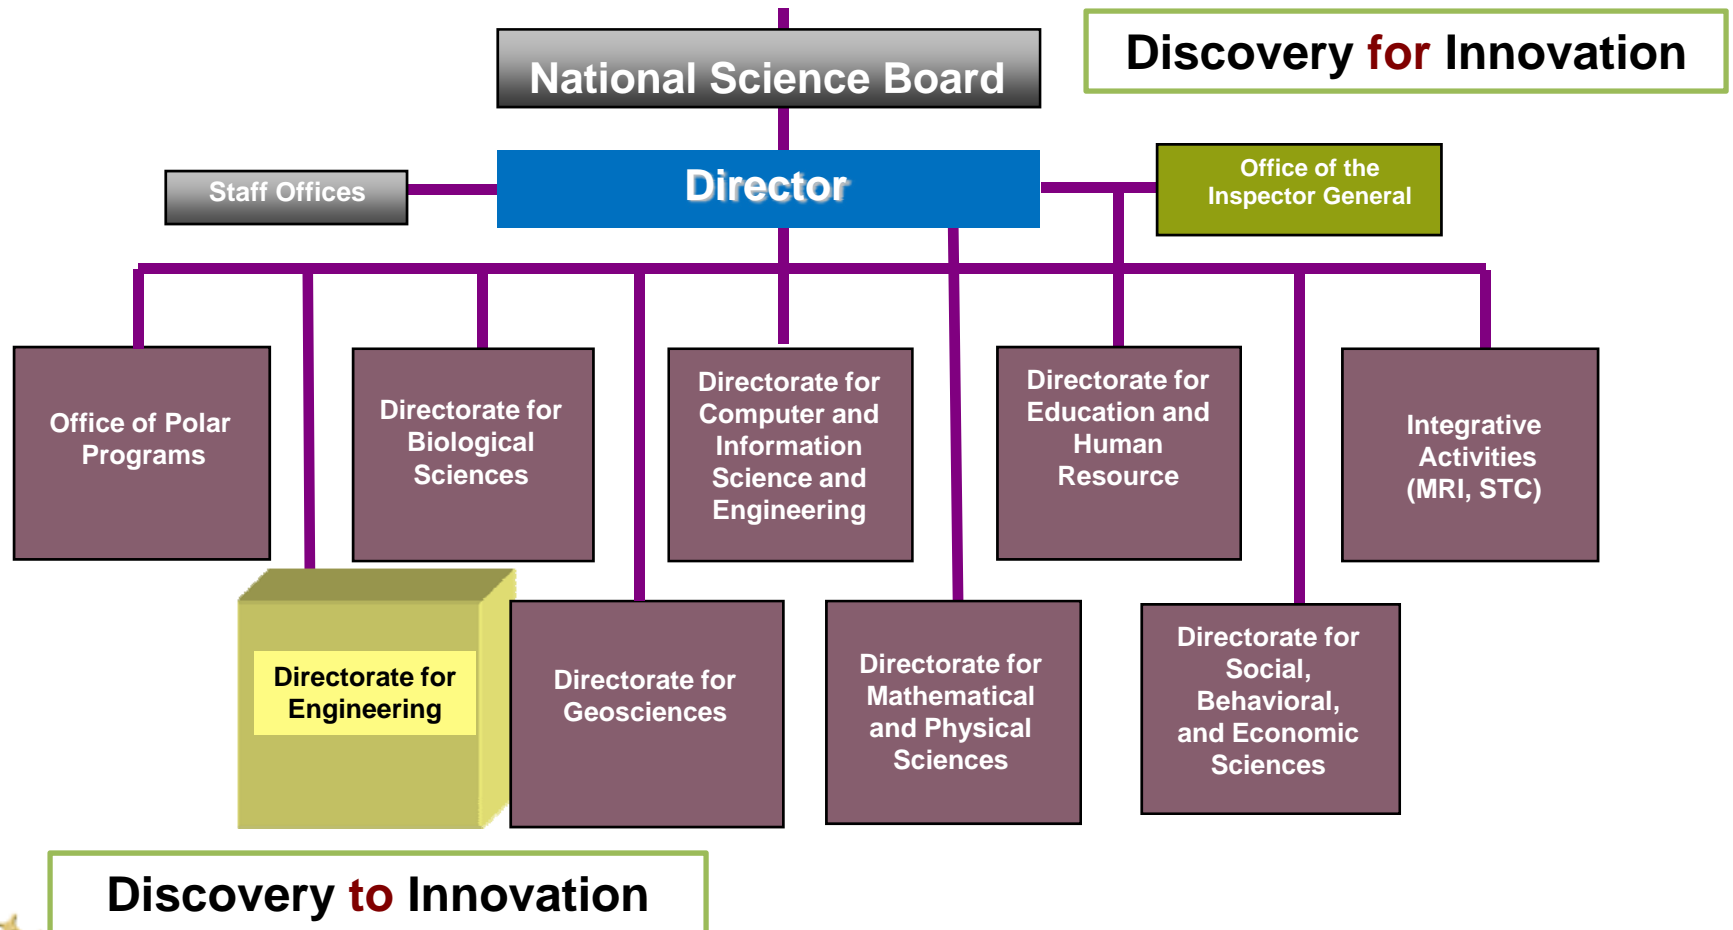 Discovery for Innovation
National Science Board
Director
Staff Offices
Office of the
Inspector General
Office of Polar
Programs
Directorate for
Biological
Sciences
Directorate for
Computer and
Information
Science and
Engineering
Directorate for
Education and
Human
Resource
Integrative
Activities
(MRI, STC)
Directorate for
Engineering
Directorate for
Geosciences
Directorate for
Mathematical
and Physical
Sciences
Directorate for
Social,
Behavioral,
and Economic
Sciences
Discovery to Innovation